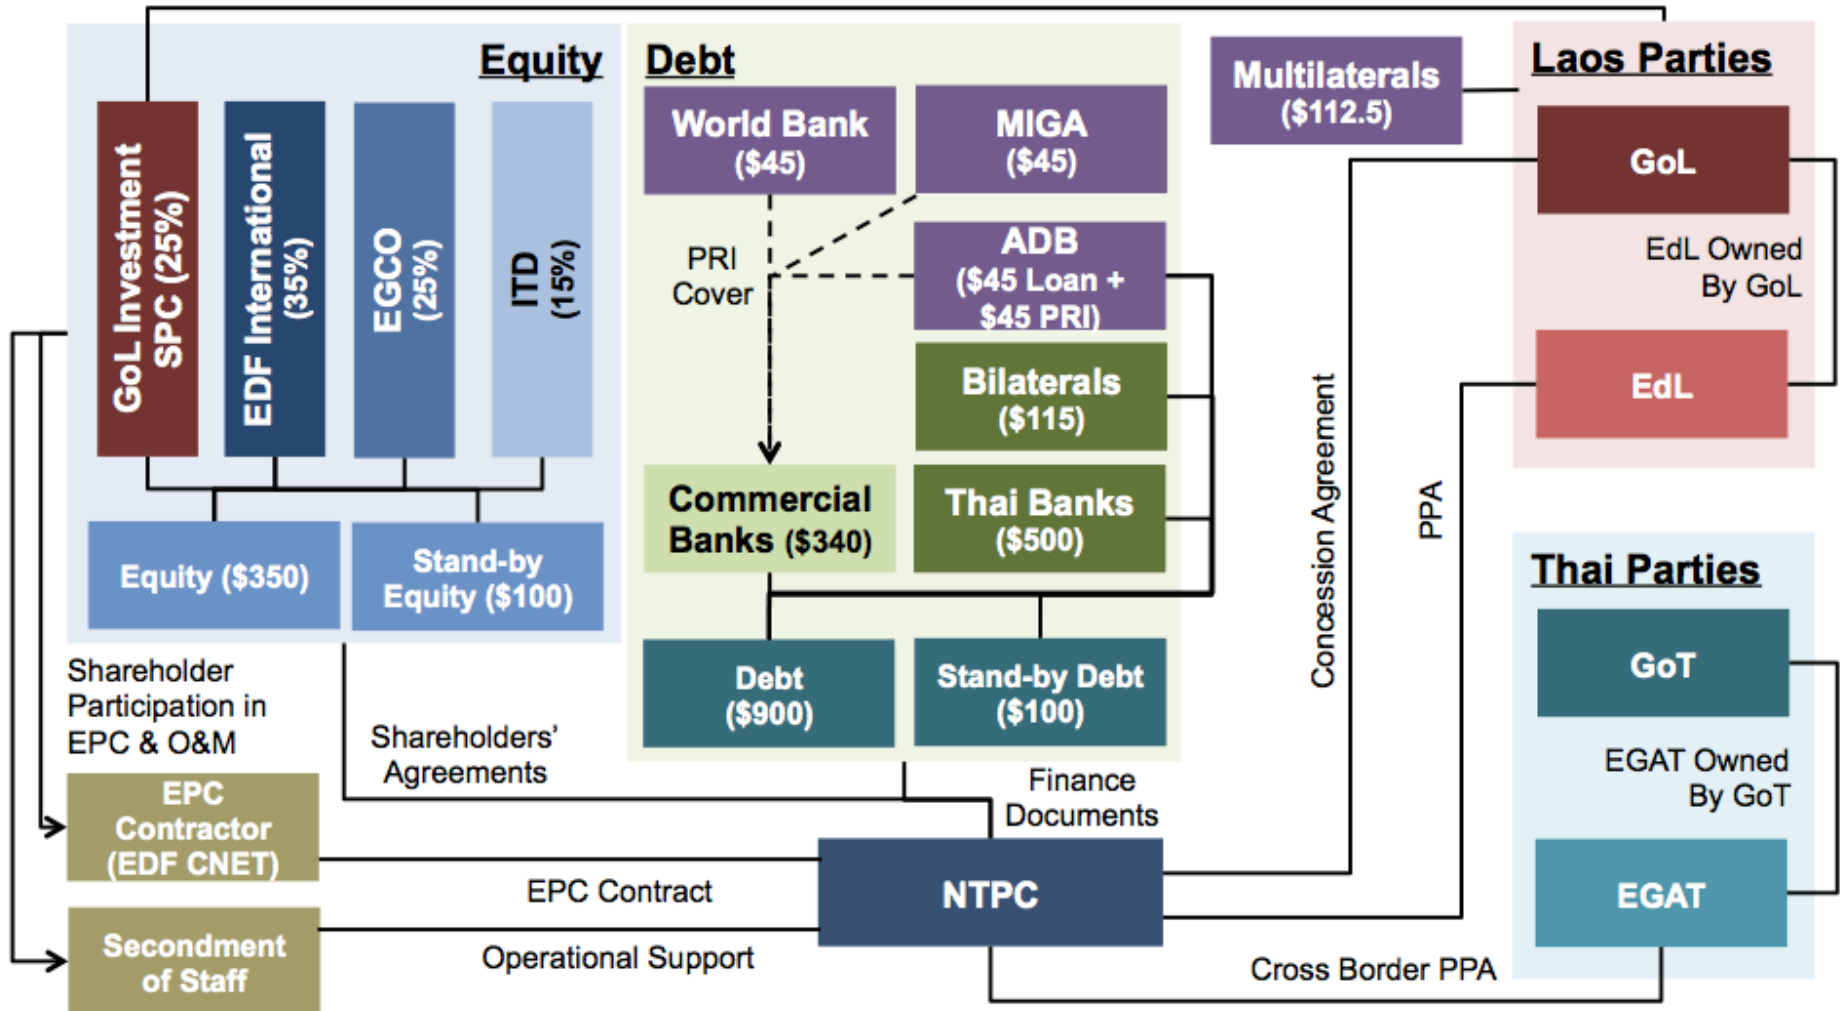 Equity
GoL Investment
SPC (25%)
EDF International
(35%)
EGCO
(25%)
ITD
(15%)
Equity ($350)
Stand-by
Equity ($100)
Debt
World Bank
($45)
MIGA
($45)
PRI
Cover
ADB
($45 Loan +
$45 PRI)
Bilaterals
($115)
Commercial
Banks ($340)
Thai Banks
($500)
Debt
($900)
Stand-by Debt
($100)
Multilaterals
($112.5)
Laos Parties
GoL
EdL Owned
By GoL
EdL
Concession Agreement
PPA
Thai Parties
GoT
EGAT Owned
By GoT
EGAT
Shareholder
Participation in
EPC & O&M
Shareholders'
Agreements
Finance
Documents
EPC
Contractor
(EDF CNET)
EPC Contract
NTPC
Secondment
of Staff
Operational Support
Cross Border PPA